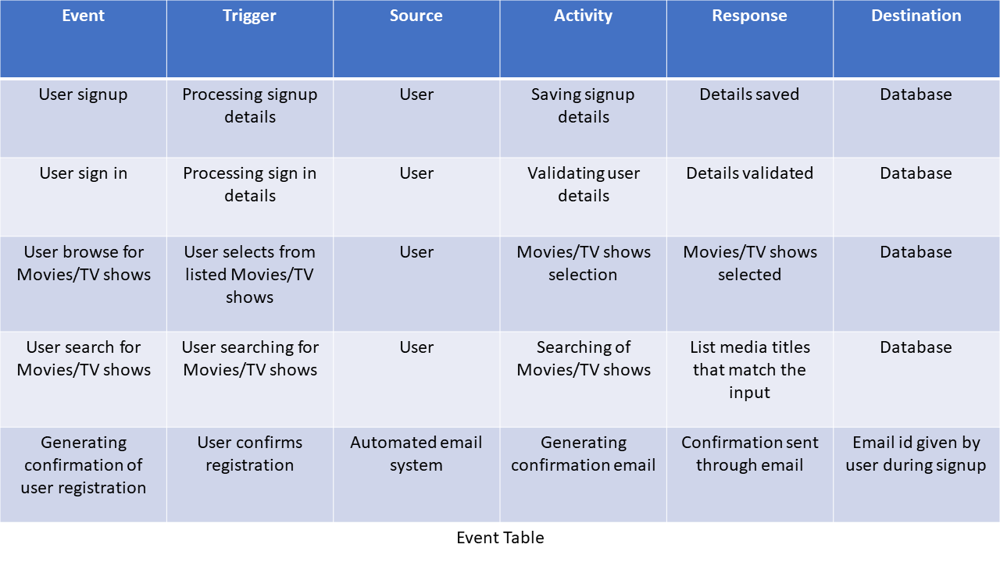 Event Trigger Source Activity Response Destination
User signup
Processing signup
details
User
Saving signup
details
Details saved
Database
User sign in
Processing sign in
details
User
Validating user
details
Details validated
Database
User browse for
Movies/TV shows
User selects from
listed Movies/TV
shows
User
Movies/TV shows
selection
Movies/TV shows
selected
Database
User search for
Movies/TV shows
User searching for
Movies/TV shows
User
Searching of
Movies/TV shows
List media titles
that match the
input
Database
Generating
confirmation of
user registration
User confirms
registration
Automated email
system
Generating
confirmation email
Confirmation sent
through email
Email id given by
user during signup
Event Table